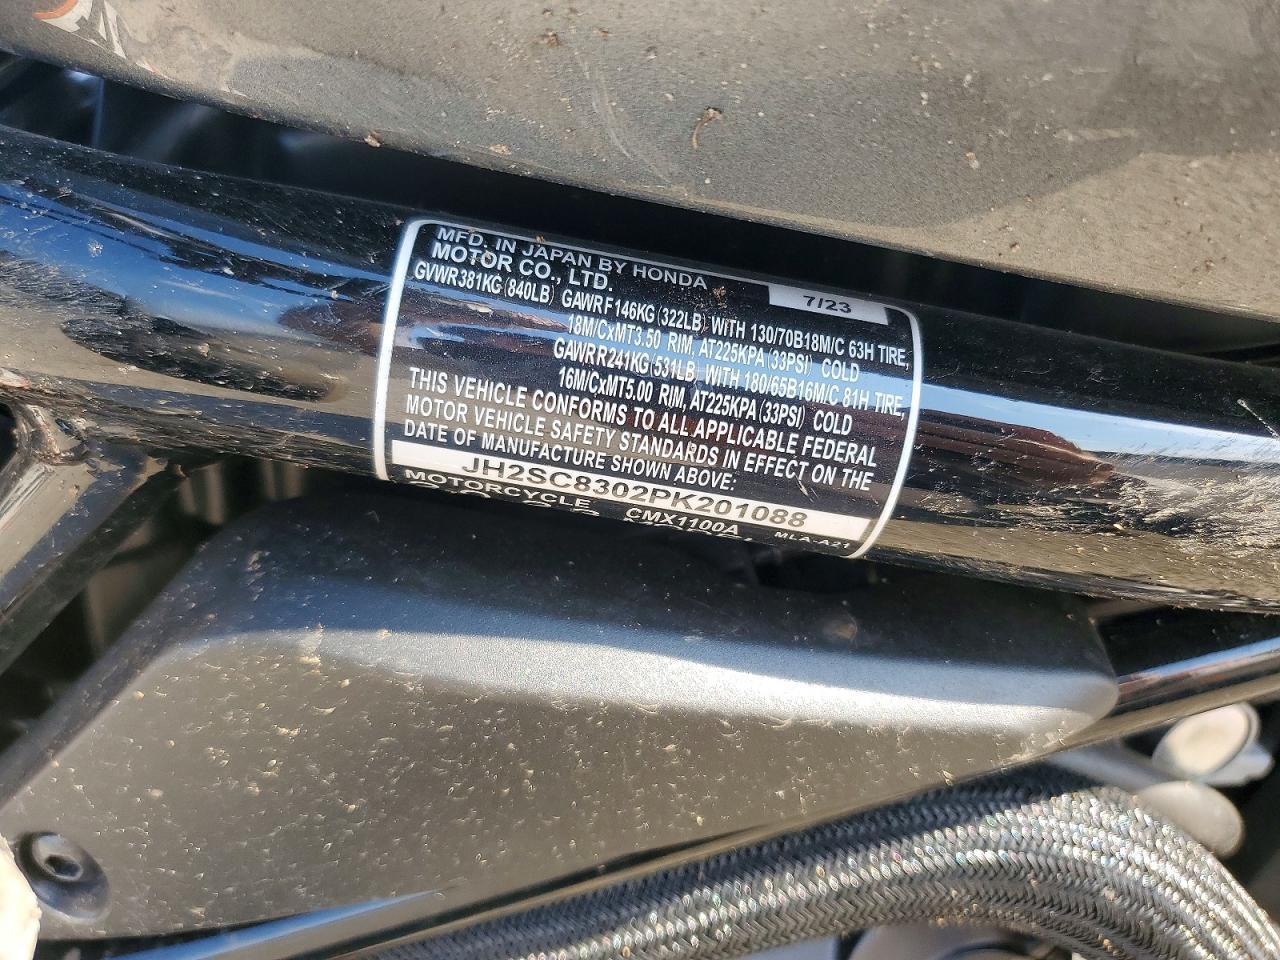 MFD. IN JAPAN BY HONDA
MOTOR CO., LTD.
7/23
GVWR381KG(840LB) GAWRF146KG(322LB) WITH 130/70B18M/C 63H TIRE,
18M/CxMT3.50 RIM, AT225KPA(33PSI) COLD
GAWRR241KG(531LB) WITH 180/65B16M/C 81H TIRE,
16M/CxMT5.00 RIM, AT225KPA(33PSI) COLD
THIS VEHICLE CONFORMS TO ALL APPLICABLE FEDERAL
MOTOR VEHICLE SAFETY STANDARDS IN EFFECT ON THE
DATE OF MANUFACTURE SHOWN ABOVE:
JH2SC8302PK201088
MOTORCYCLE CMX1100A MLA-A21